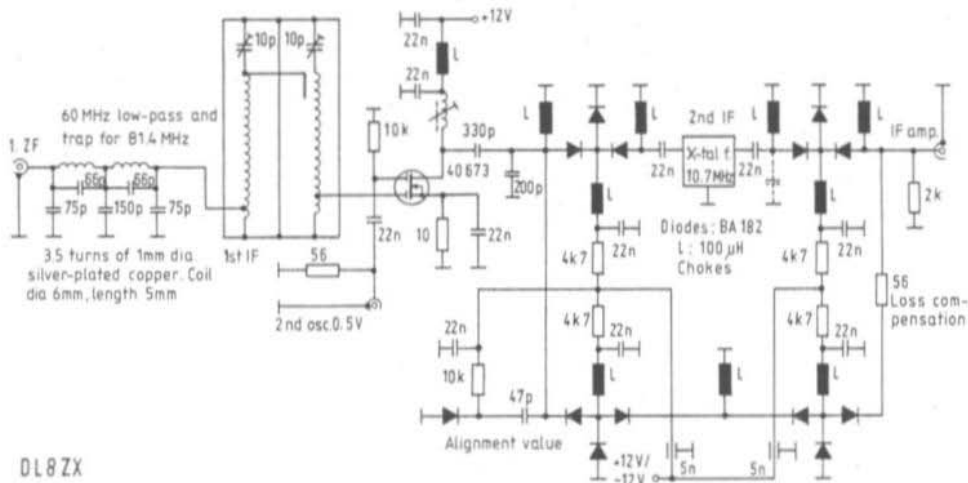 +12V
22n
L
22n
10p
10p
60 MHz low-pass and
trap for 81.4 MHz
1. ZF
66p
66p
75p
150p
75p
3.5 turns of 1mm dia
silver-plated copper. Coil
dia 6mm, length 5mm
1st IF
10k
22n
56
2nd osc. 0.5V
330p
40673
200p
10
22n
L
L
22n
2nd IF
X-tal f.
10.7MHz
22n
L
L
IF amp.
2k
L
22n
4k7
Diodes: BA 182
L : 100 µH
Chokes
L
22n
4k7
56
Loss com-
pensation
4k7
22n
L
4k7
22n
L
22n
10k
47p
L
Alignment value
+12V/
-12V
5n
5n
DL8ZX